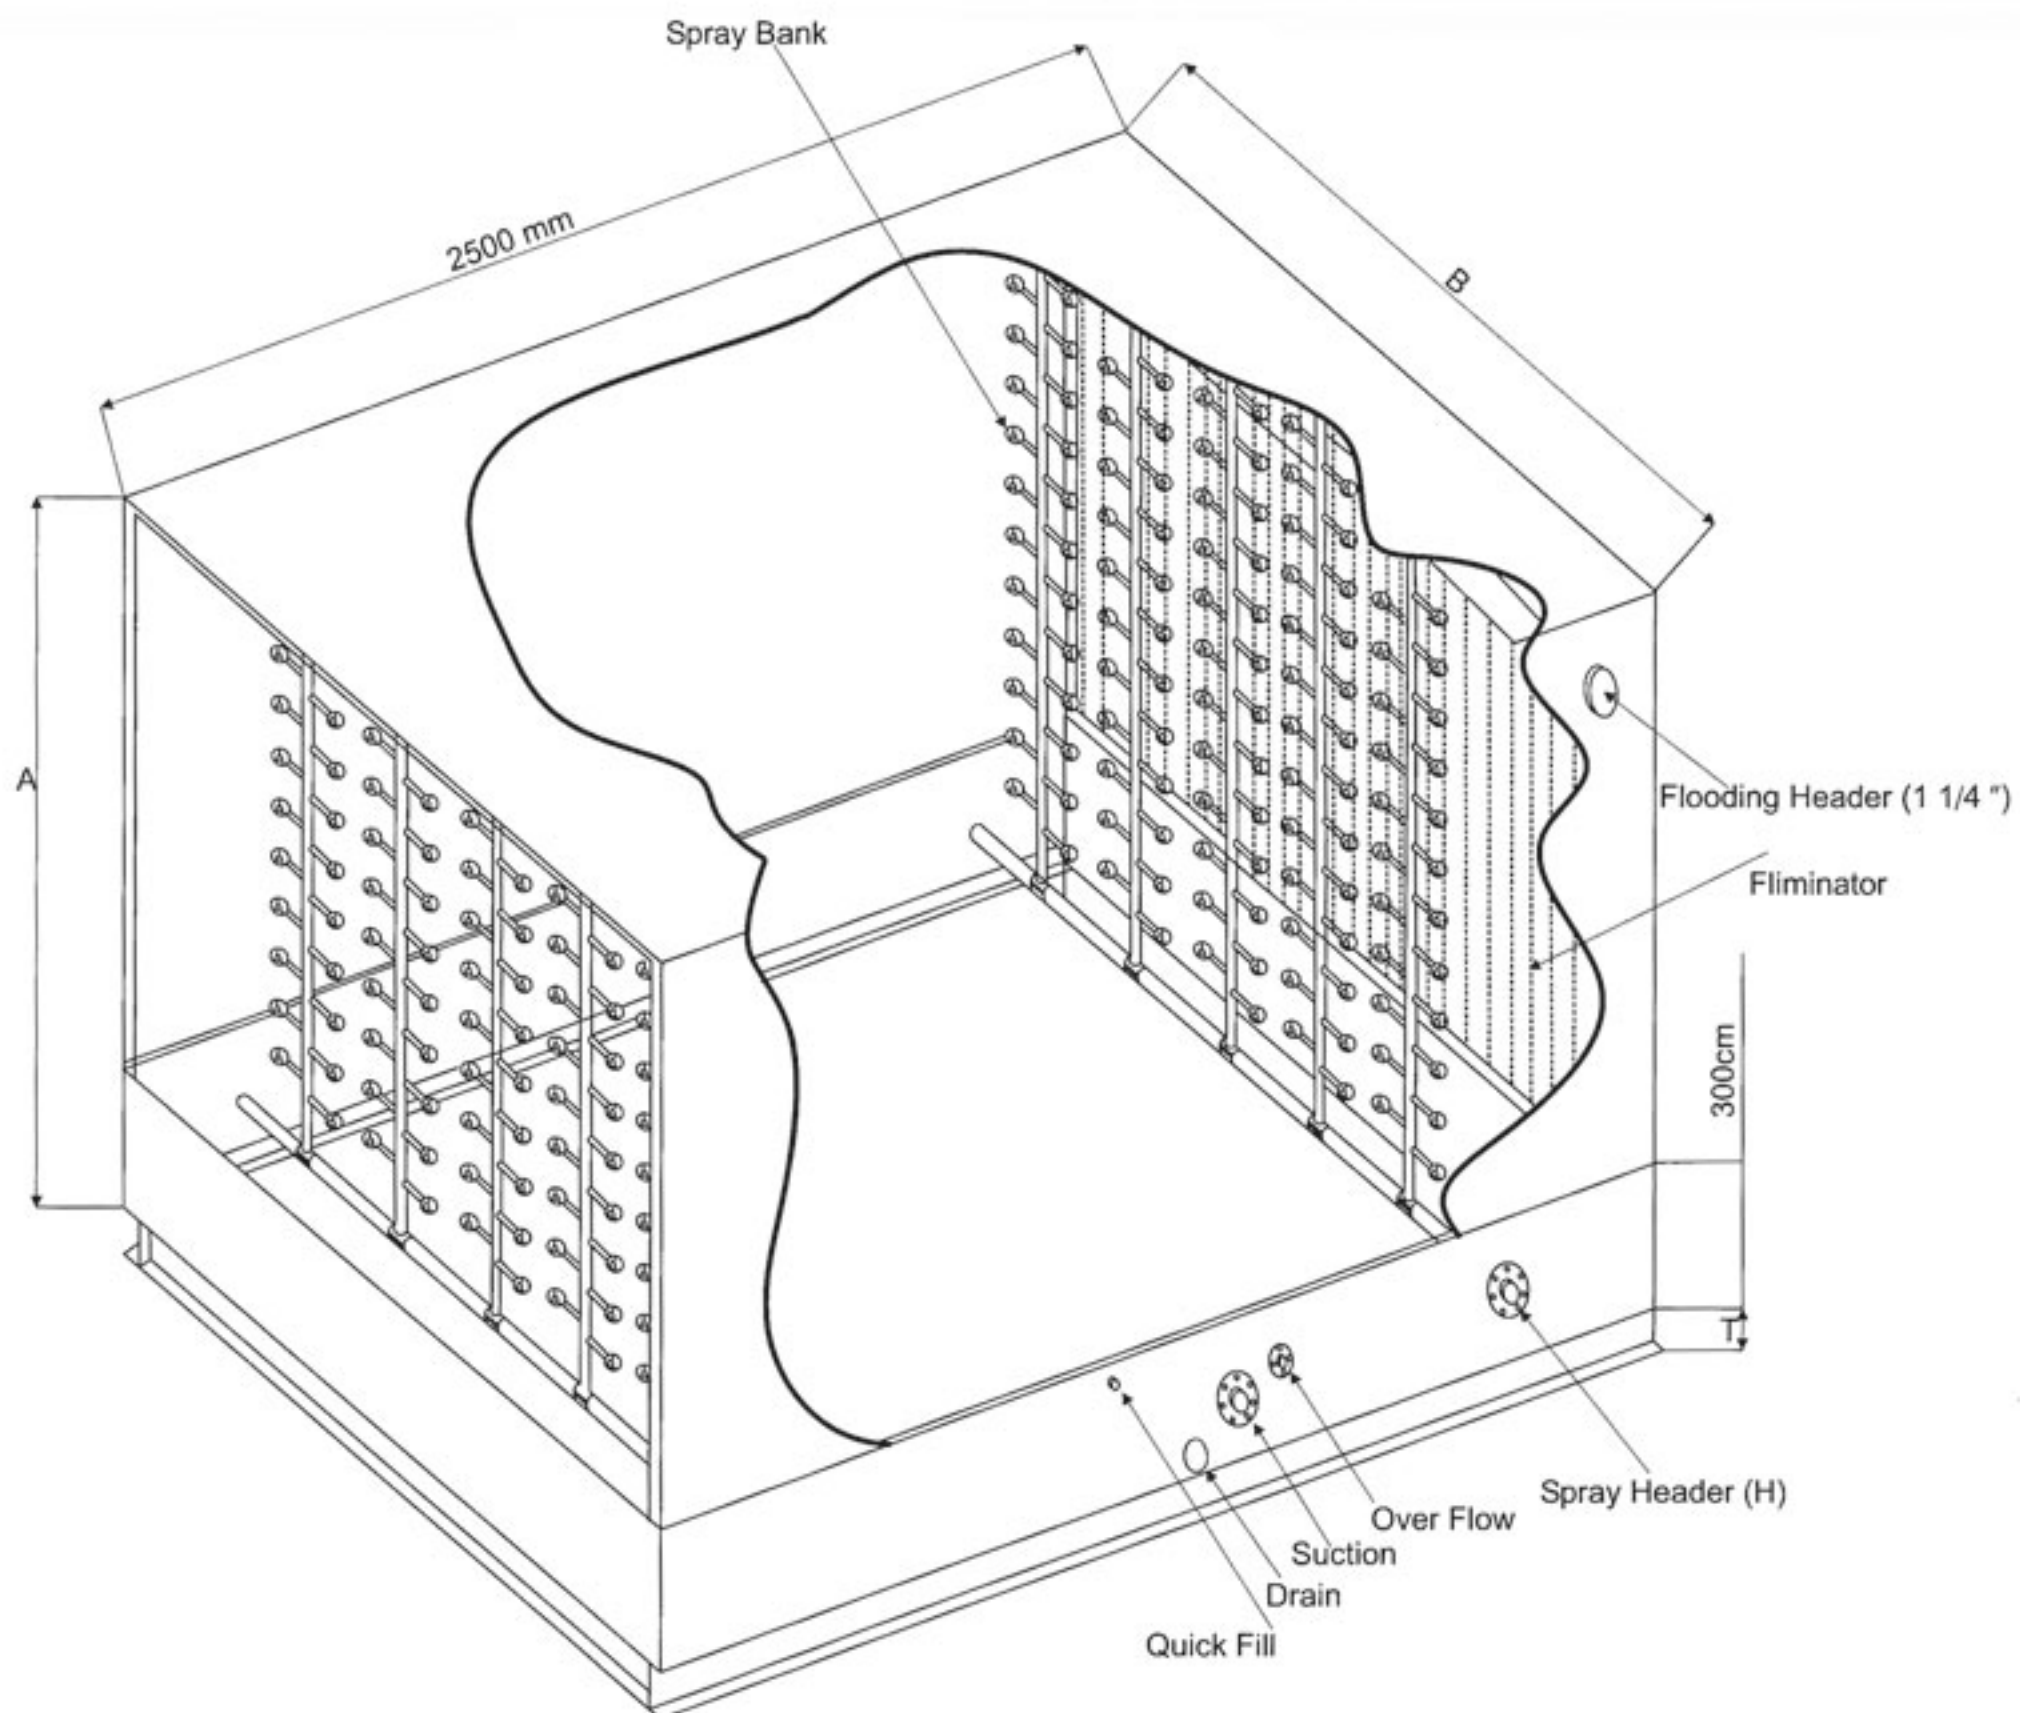 Spray Bank
2500 mm
B
A
Flooding Header (1 1/4 ")
Fliminator
300cm
T
Spray Header (H)
Over Flow
Suction
Drain
Quick Fill